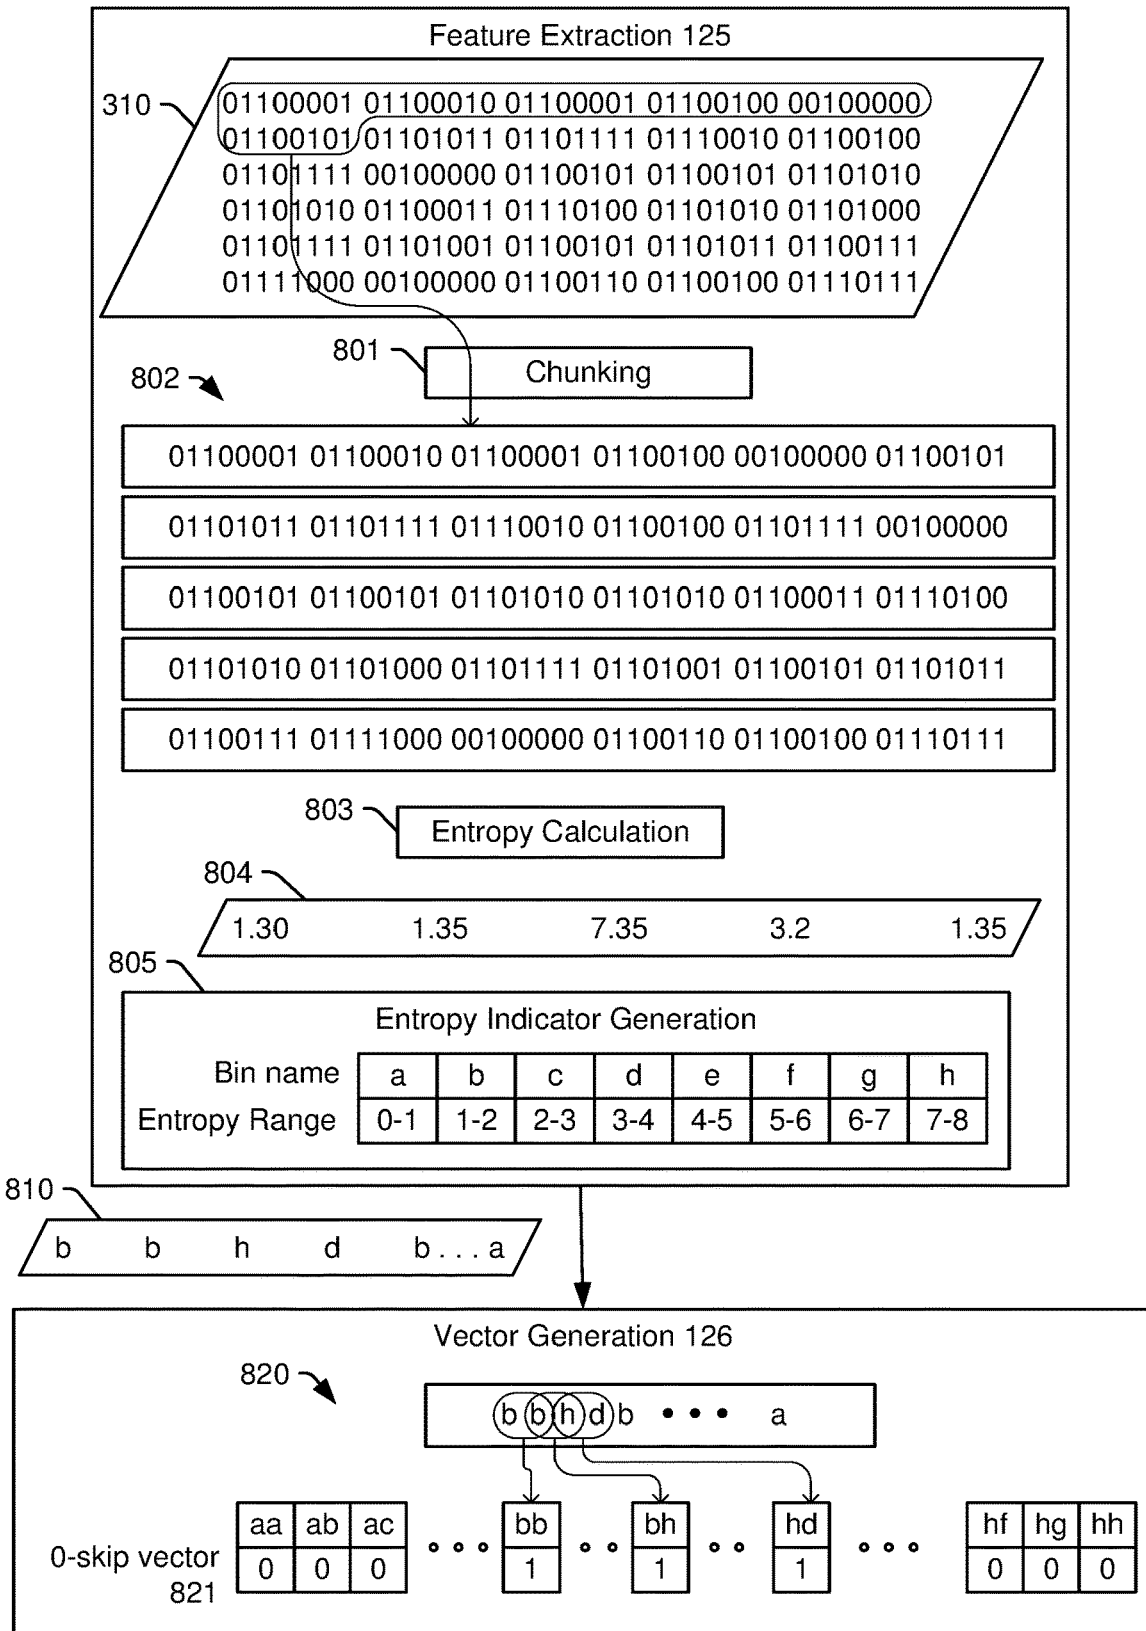 Feature Extraction 125
310
01100001 01100010 01100001 01100100 00100000
01100101 01101011 01101111 01110010 01100100
01101111 00100000 01100101 01100101 01101010
01101010 01100011 01110100 01101010 01101000
01101111 01101001 01100101 01101011 01100111
01111000 00100000 01100110 01100100 01110111
801
Chunking
802
01100001 01100010 01100001 01100100 00100000 01100101
01101011 01101111 01110010 01100100 01101111 00100000
01100101 01100101 01101010 01101010 01100011 01110100
01101010 01101000 01101111 01101001 01100101 01101011
01100111 01111000 00100000 01100110 01100100 01110111
803
Entropy Calculation
804
1.30 1.35 7.35 3.2 1.35
805
Entropy Indicator Generation
Bin name a b c d e f g h
Entropy Range 0-1 1-2 2-3 3-4 4-5 5-6 6-7 7-8
810
b b h d b . . . a
Vector Generation 126
820
b b h d b • • • a
aa ab ac bb bh hd hf hg hh
0-skip vector 0 0 0 1 1 1 0 0 0
821